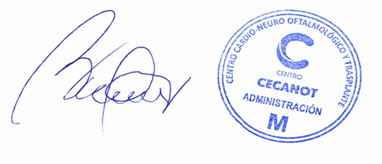 CENTRO CARDIO-NEURO OFTALMOLÓGICO Y TRASPLANTE
C
CENTRO
CECANOT
ADMINISTRACIÓN
M